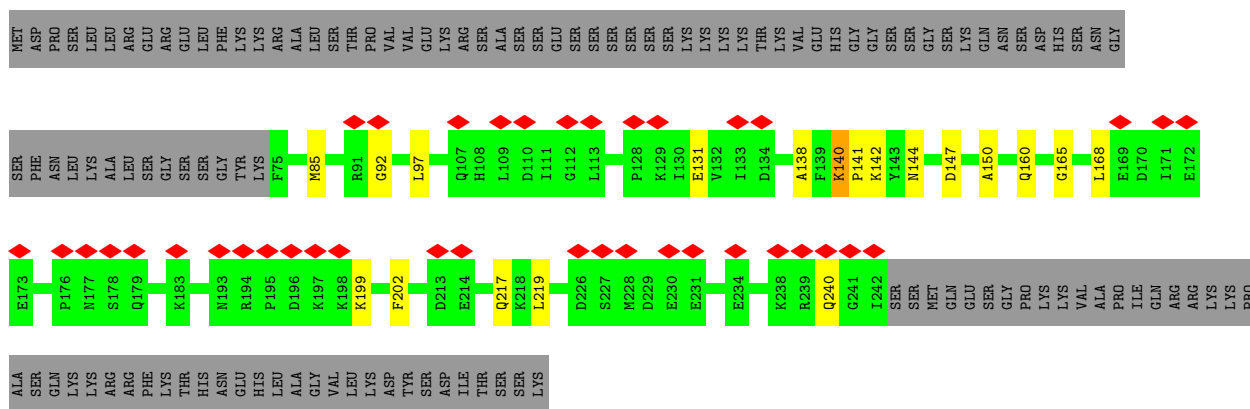 MET ASP PRO SER LEU LEU ARG GLU ARG GLU LEU PHE LYS LYS ARG ALA LEU SER THR PRO VAL VAL GLU LYS ARG SER ALA SER SER GLU SER SER SER SER SER SER LYS LYS LYS LYS THR LYS VAL GLU HIS GLY GLY SER SER GLY SER LYS GLN ASN SER ASP HIS SER ASN GLY
SER PHE ASN LEU LYS ALA LEU SER GLY SER SER GLY TYR LYS F75 M85 R91 G92 L97 Q107 H108 L109 D110 I111 G112 L113 P128 K129 I130 E131 V132 I133 D134 A138 F139 K140 P141 K142 Y143 N144 D147 A150 Q160 G165 L168 E169 D170 I171 E172
E173 P176 N177 S178 Q179 K183 N193 R194 P195 D196 K197 K198 K199 F202 D213 E214 Q217 K218 L219 D226 S227 M228 D229 E230 E231 E234 K238 R239 Q240 G241 I242 SER SER MET GLN GLU SER GLY PRO LYS LYS VAL ALA PRO ILE GLN ARG ARG LYS LYS PRO
ALA SER GLN LYS LYS ARG ARG PHE LYS THR HIS ASN GLU HIS LEU ALA GLY VAL LEU LYS ASP TYR SER ASP ILE THR SER SER LYS